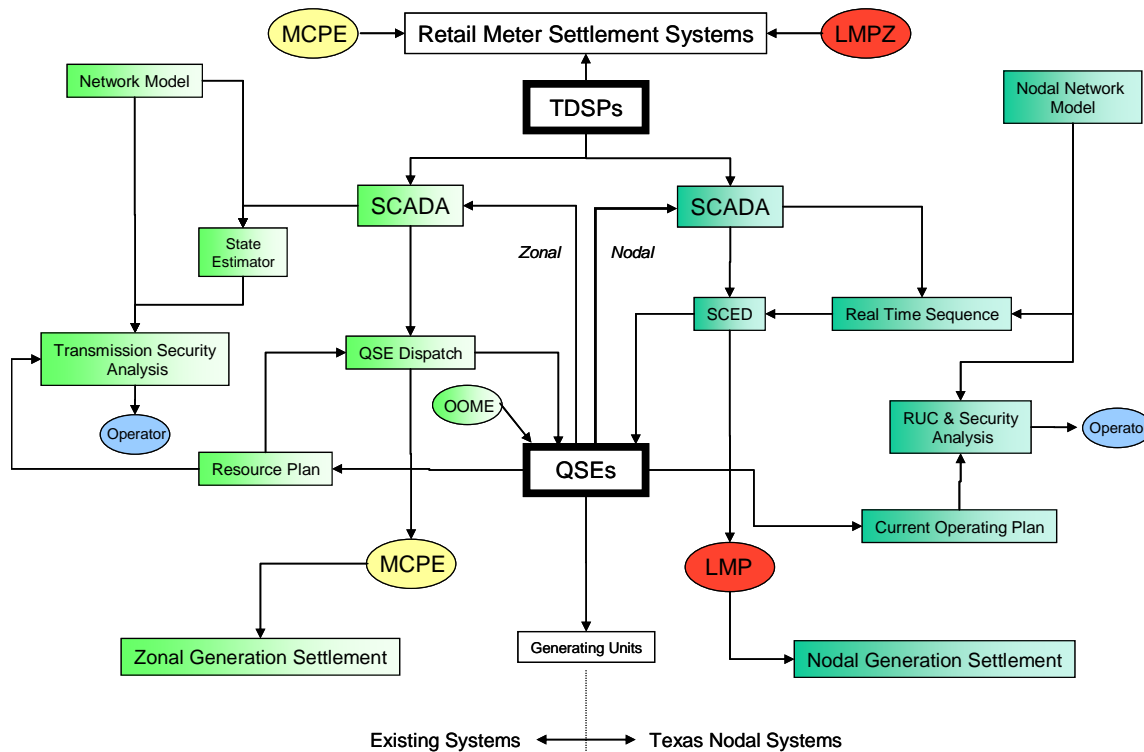 MCPE
Retail Meter Settlement Systems
LMPZ
Network Model
TDSPs
Nodal Network
Model
SCADA
SCADA
State
Estimator
Zonal
Nodal
SCED
Real Time Sequence
Transmission Security
Analysis
QSE Dispatch
OOME
RUC & Security
Analysis
Operator
Operato
Resource Plan
QSEs
Current Operating Plan
MCPE
LMP
Zonal Generation Settlement
Generating Units
Nodal Generation Settlement
Existing Systems
Texas Nodal Systems